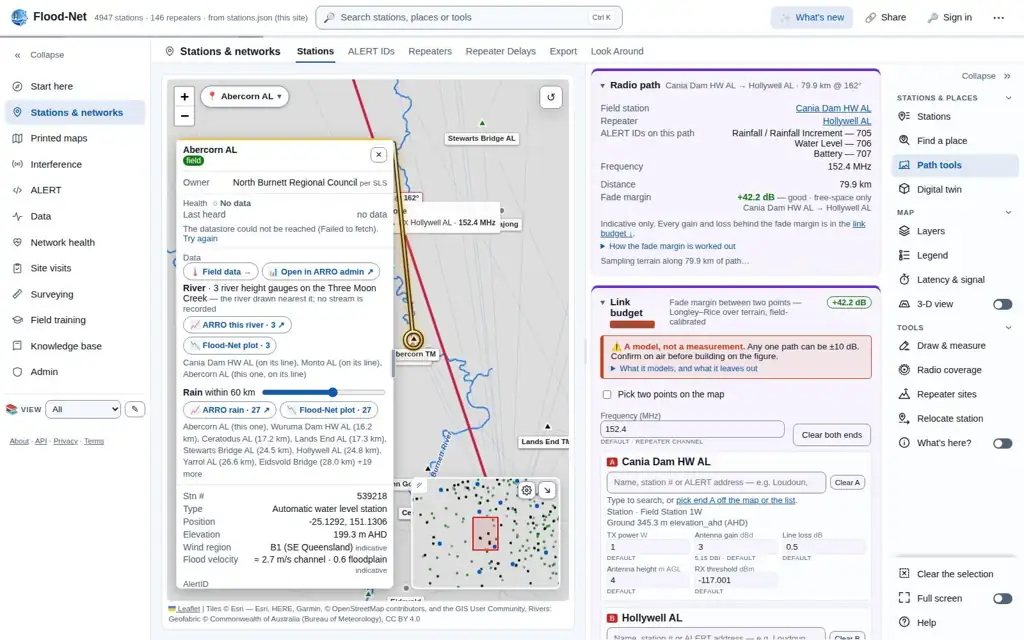 Flood-Net 4947 stations · 146 repeaters · from stations.json (this site)
Search stations, places or tools Ctrl K
What's new
Share
Sign in
Collapse
Start here
Stations & networks
Printed maps
Interference
ALERT
Data
Network health
Site visits
Surveying
Field training
Knowledge base
Admin
VIEW All
About · API · Privacy · Terms
Stations & networks Stations ALERT IDs Repeaters Repeater Delays Export Look Around
+
−
Abercorn AL
Stewarts Bridge AL
162°
Hollywell AL · 152.4 MHz
ajong
bercorn TM
Burnett-River
Lands End TM
nn Go
Ce
Eidsvold
Abercorn AL
field
Owner North Burnett Regional Council per SLS
Health No data
Last heard no data
The datastore could not be reached (Failed to fetch).
Try again
Data
Field data →
Open in ARRO admin ↗
River · 3 river height gauges on the Three Moon
Creek — the river drawn nearest it; no stream is
recorded
ARRO this river · 3 ↗
Flood-Net plot · 3
Cania Dam HW AL (on its line), Monto AL (on its line),
Abercorn AL (this one, on its line)
Rain within 60 km
ARRO rain · 27 ↗
Flood-Net plot · 27
Abercorn AL (this one), Wuruma Dam HW AL (16.2
km), Ceratodus AL (17.2 km), Lands End AL (17.3 km),
Stewarts Bridge AL (24.5 km), Hollywell AL (24.8 km),
Yarrol AL (26.6 km), Eidsvold Bridge AL (28.0 km) +19
more
Stn # 539218
Type Automatic water level station
Position -25.1292, 151.1306
Elevation 199.3 m AHD
Wind region B1 (SE Queensland) indicative
Flood velocity ≈ 2.7 m/s channel · 0.6 floodplain
indicative
AlertID
Leaflet | Tiles © Esri — Esri, HERE, Garmin, © OpenStreetMap contributors, and the GIS User Community, Rivers:
Geofabric © Commonwealth of Australia (Bureau of Meteorology), CC BY 4.0
Radio path Cania Dam HW AL → Hollywell AL · 79.9 km @ 162°
Field station Cania Dam HW AL
Repeater Hollywell AL
ALERT IDs on this path Rainfall / Rainfall Increment — 705
Water Level — 706
Battery — 707
Frequency 152.4 MHz
Distance 79.9 km
Fade margin +42.2 dB — good · free-space only
Cania Dam HW AL → Hollywell AL
Indicative only. Every gain and loss behind the fade margin is in the link
budget ↓.
How the fade margin is worked out
Sampling terrain along 79.9 km of path…
Link
budget
Fade margin between two points —
Longley–Rice over terrain, field-
calibrated
+42.2 dB
A model, not a measurement. Any one path can be ±10 dB.
Confirm on air before building on the figure.
What it models, and what it leaves out
Pick two points on the map
Frequency (MHz)
152.4
DEFAULT · REPEATER CHANNEL
Clear both ends
A Cania Dam HW AL
Name, station # or ALERT address — e.g. Loudoun,
Clear A
Type to search, or pick end A off the map or the list.
Station · Field Station 1W
Ground 345.3 m elevation_ahd (AHD)
TX power W Antenna gain dBd Line loss dB
1 3 0.5
DEFAULT 5.15 DBI · DEFAULT DEFAULT
Antenna height m AGL RX threshold dBm
4 -117.001
DEFAULT DEFAULT
B Hollywell AL
Name, station # or ALERT address — e.g. Loudoun,
Clear B
Collapse
STATIONS & PLACES
Stations
Find a place
Path tools
Digital twin
MAP
Layers
Legend
Latency & signal
3-D view
TOOLS
Draw & measure
Radio coverage
Repeater sites
Relocate station
What's here?
Clear the selection
Full screen
Help